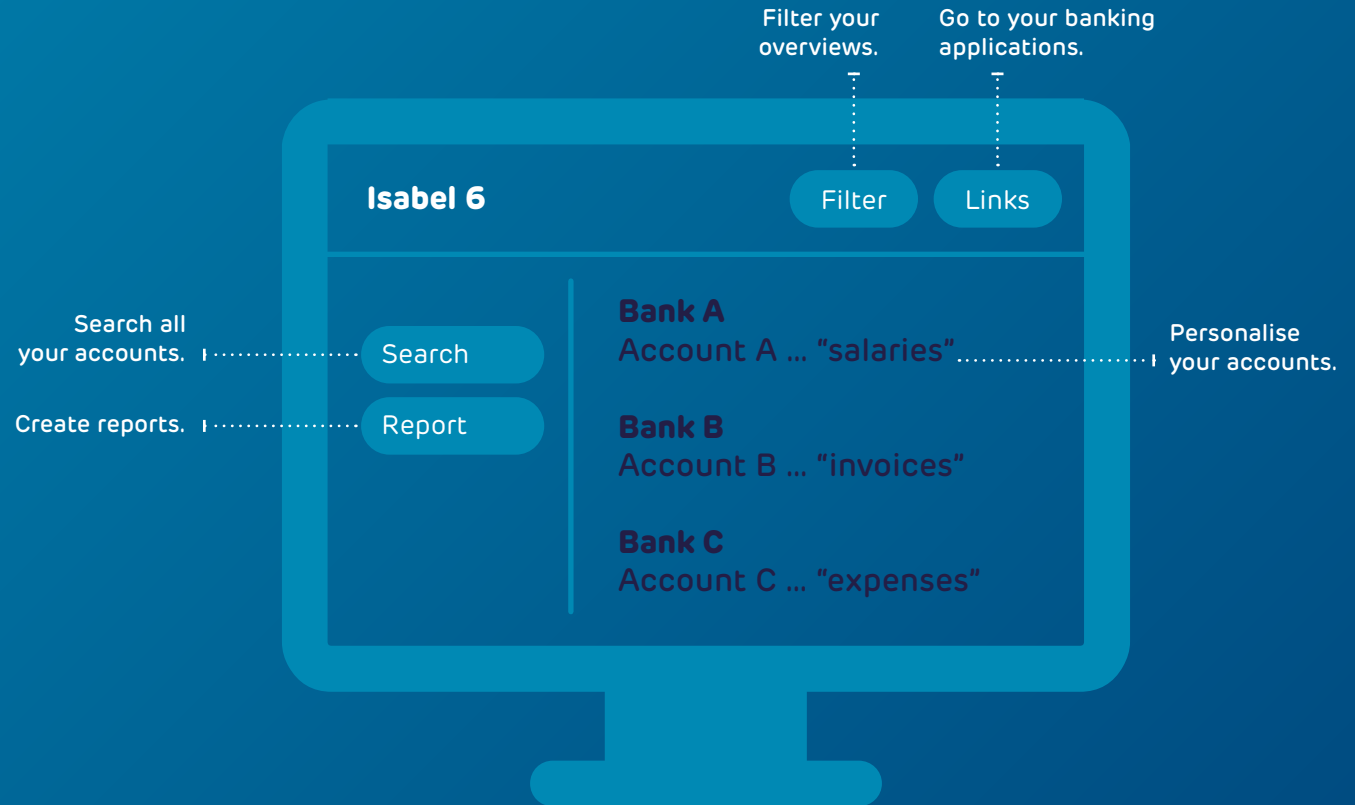 Filter your
overviews.
Go to your banking
applications.
Isabel 6
Filter
Links
Search all
your accounts.
Search
Create reports.
Report
Bank A
Account A ... “salaries”
Personalise
your accounts.
Bank B
Account B ... “invoices”
Bank C
Account C ... “expenses”